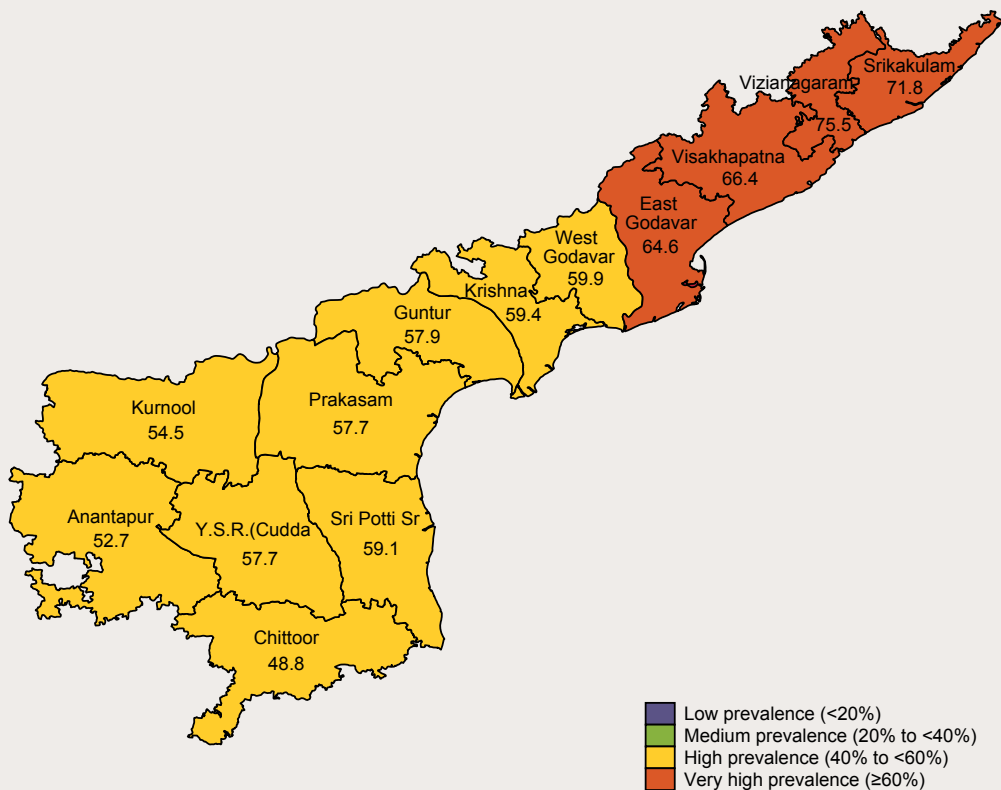 Srikakulam
71.8
Vizianagaram
75.5
Visakhapatna
66.4
East
Godavar
64.6
West
Godavar
59.9
Krishna
59.4
Guntur
57.9
Prakasam
57.7
Kurnool
54.5
Anantapur
52.7
Y.S.R.(Cudda
57.7
Sri Potti Sr
59.1
Chittoor
48.8
Low prevalence (<20%)
Medium prevalence (20% to <40%)
High prevalence (40% to <60%)
Very high prevalence (≥60%)